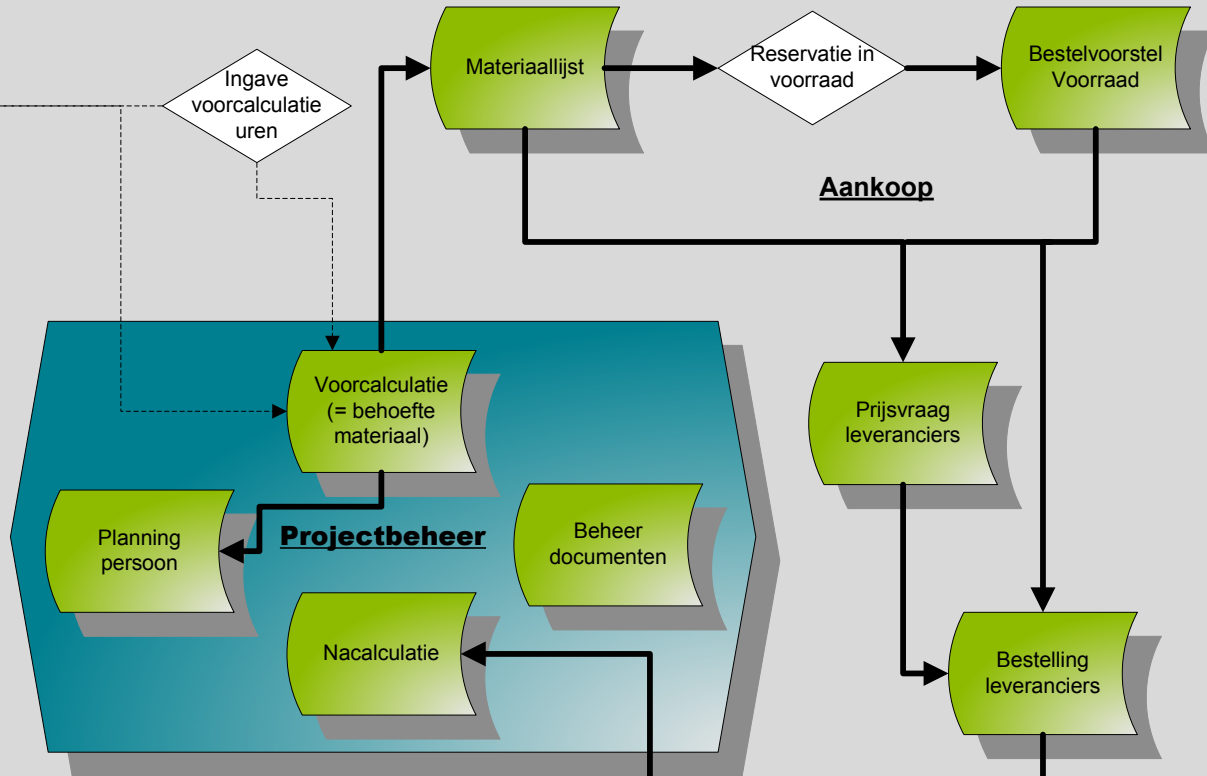 Materiaallijst
Reservatie in
voorraad
Bestelvoorstel
Voorraad
Ingave
voorcalculatie
uren
Aankoop
Voorcalculatie
(= behoefte
materiaal)
Prijsvraag
leveranciers
Planning
persoon
Projectbeheer
Beheer
documenten
Nacalculatie
Bestelling
leveranciers